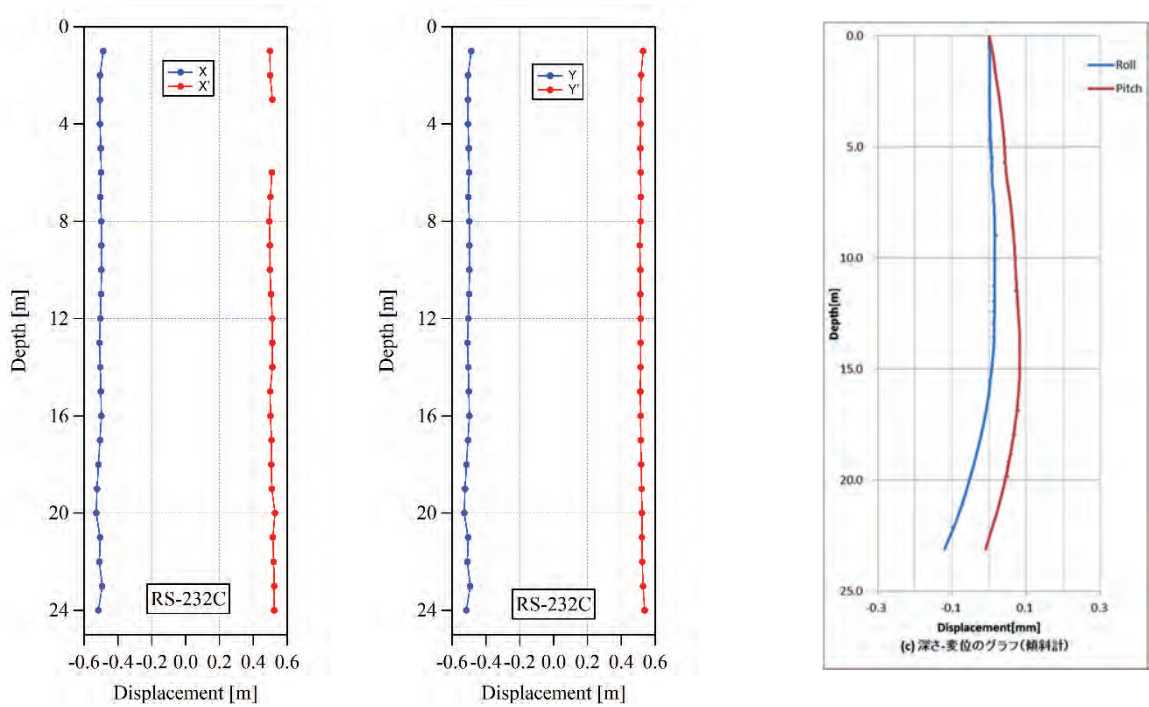 0
4
8
12
16
20
24
Depth [m]
X
X'
RS-232C
-0.6 -0.4 -0.2 0.0 0.2 0.4 0.6
Displacement [m]
0
4
8
12
16
20
24
Depth [m]
Y
Y'
RS-232C
-0.6 -0.4 -0.2 0.0 0.2 0.4 0.6
Displacement [m]
0.0
5.0
10.0
15.0
20.0
25.0
Depth[m]
Roll
Pitch
-0.3 -0.1 0.1 0.3
Displacement[mm]
(c) 深さ-変位のグラフ(傾斜計)